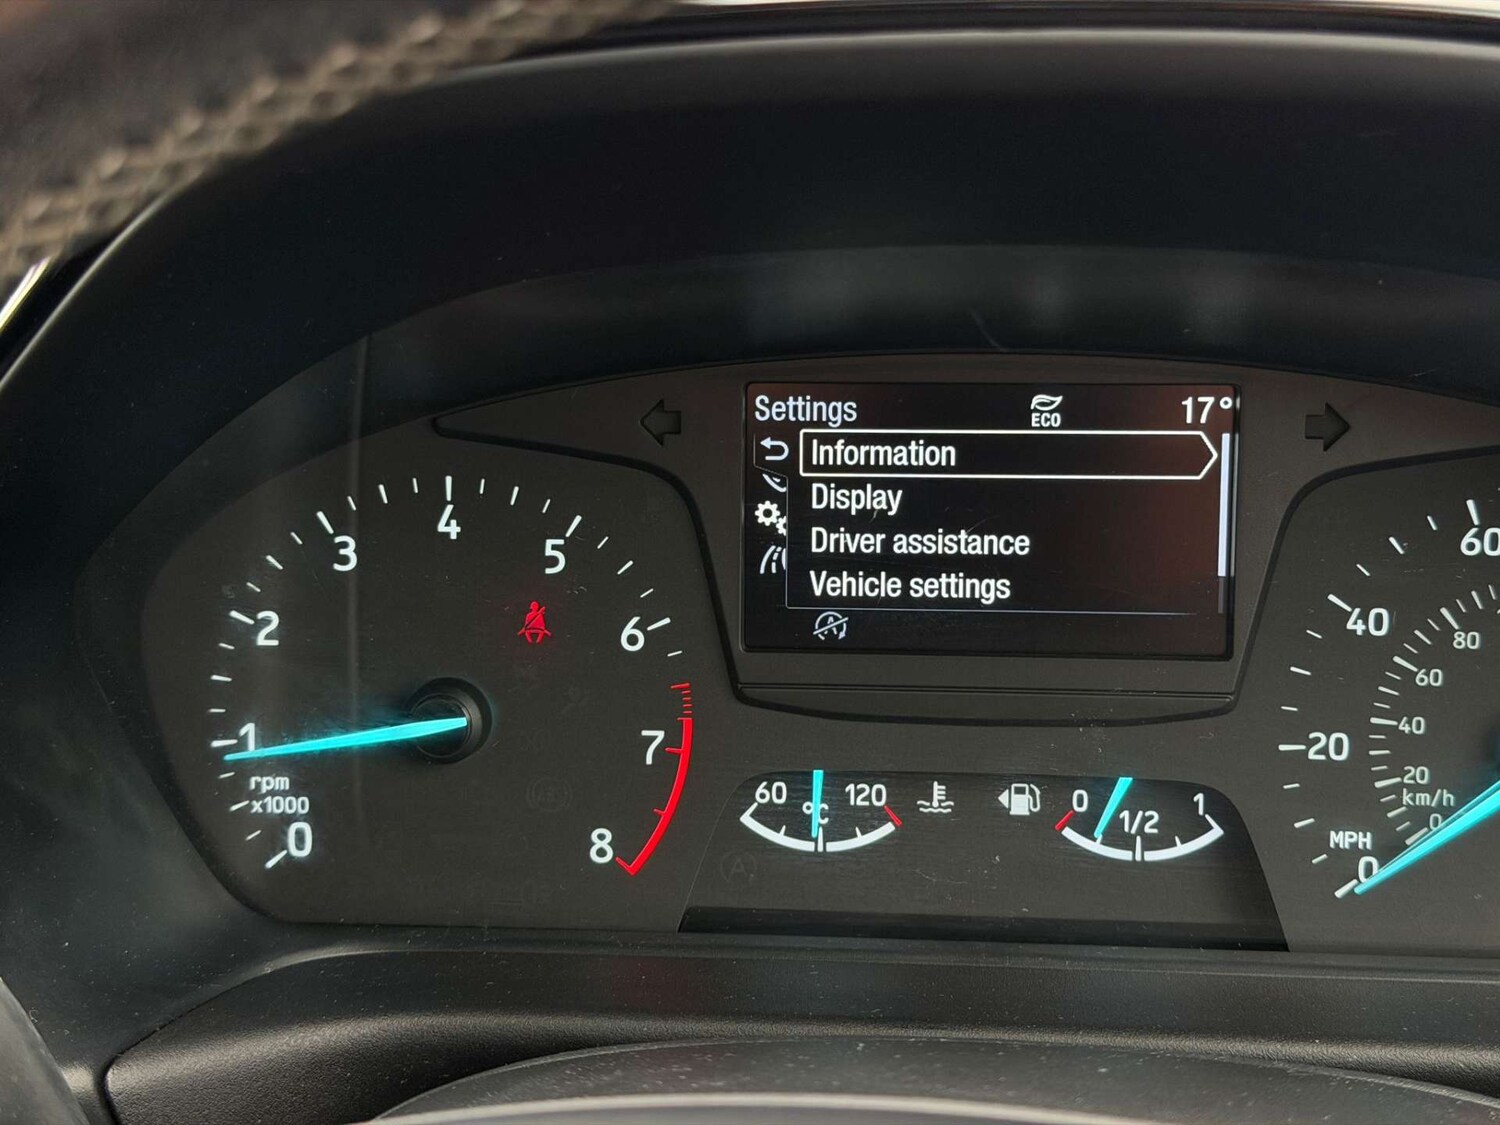 Settings
ECO
17°
Information
Display
Driver assistance
Vehicle settings
A
0
1
2
3
4
5
6
7
8
rpm
x1000
60
°C
120
0
1/2
1
0
20
40
60
MPH
0
20
40
60
80
km/h